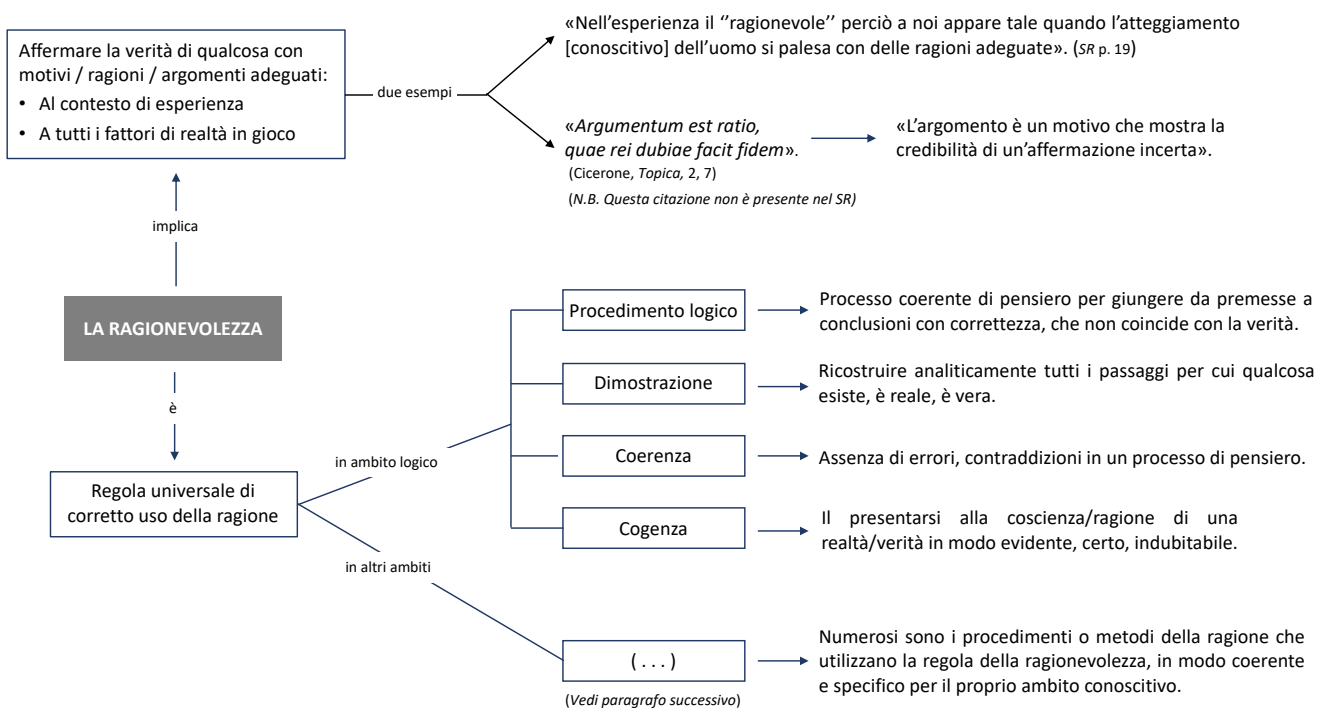 Affermare la verità di qualcosa con
motivi / ragioni / argomenti adeguati:
• Al contesto di esperienza
• A tutti i fattori di realtà in gioco
due esempi
«Nell’esperienza il ‘’ragionevole’’ perciò a noi appare tale quando l’atteggiamento
[conoscitivo] dell’uomo si palesa con delle ragioni adeguate». (SR p. 19)
«Argumentum est ratio,
quae rei dubiae facit fidem».
(Cicerone, Topica, 2, 7)
(N.B. Questa citazione non è presente nel SR)
«L’argomento è un motivo che mostra la
credibilità di un’affermazione incerta».
implica
LA RAGIONEVOLEZZA
è
Regola universale di
corretto uso della ragione
in ambito logico
in altri ambiti
Procedimento logico
Processo coerente di pensiero per giungere da premesse a
conclusioni con correttezza, che non coincide con la verità.
Dimostrazione
Ricostruire analiticamente tutti i passaggi per cui qualcosa
esiste, è reale, è vera.
Coerenza
Assenza di errori, contraddizioni in un processo di pensiero.
Cogenza
Il presentarsi alla coscienza/ragione di una
realtà/verità in modo evidente, certo, indubitabile.
( . . . )
(Vedi paragrafo successivo)
Numerosi sono i procedimenti o metodi della ragione che
utilizzano la regola della ragionevolezza, in modo coerente
e specifico per il proprio ambito conoscitivo.